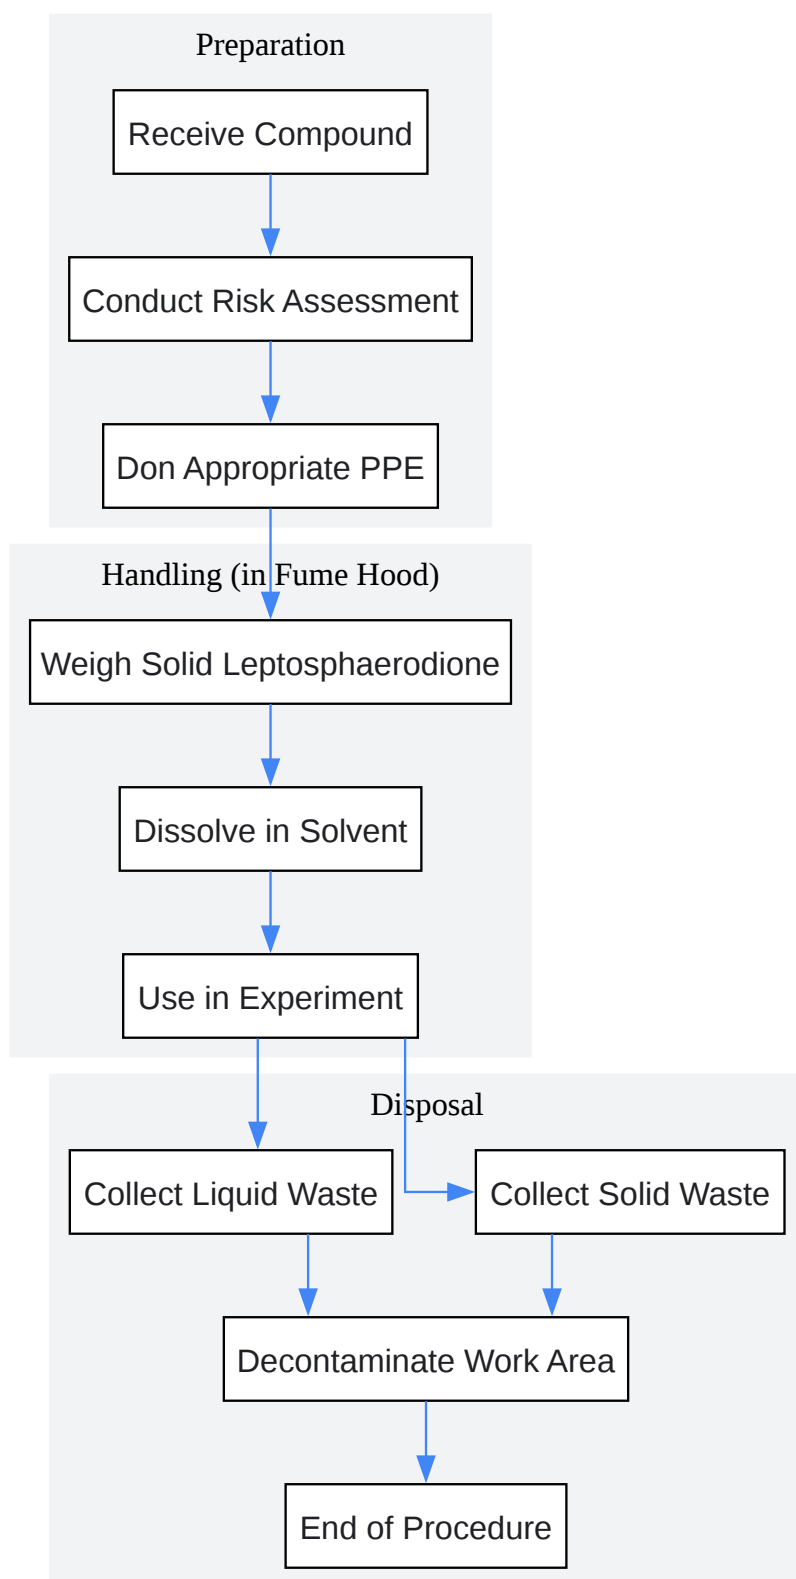 Preparation
Receive Compound
Conduct Risk Assessment
Don Appropriate PPE
Handling (in Fume Hood)
Weigh Solid Leptosphaerodione
Dissolve in Solvent
Use in Experiment
Disposal
Collect Liquid Waste
Collect Solid Waste
Decontaminate Work Area
End of Procedure